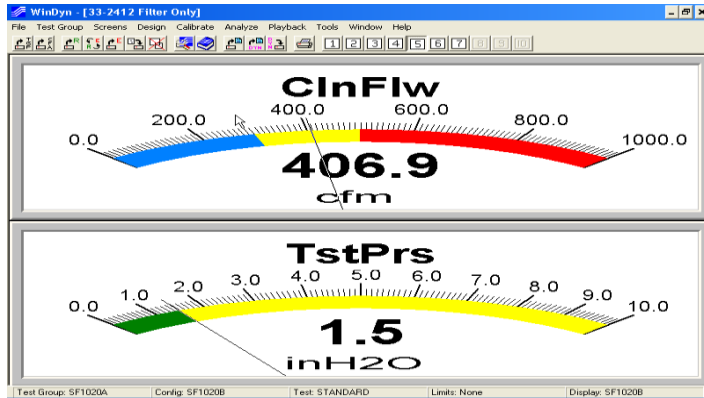 WinDyn - [33-2412 Filter Only]
File Test Group Screens Design Calibrate Analyze Playback Tools Window Help
1 2 3 4 5 6 7 8 9 10
ClnFlw
0.0 200.0 400.0 600.0 800.0 1000.0
406.9
cfm
TstPrs
0.0 1.0 2.0 3.0 4.0 5.0 6.0 7.0 8.0 9.0 10.0
1.5
inH2O
Test Group: SF1020A Config: SF1020B Test: STANDARD Limits: None Display: SF1020B